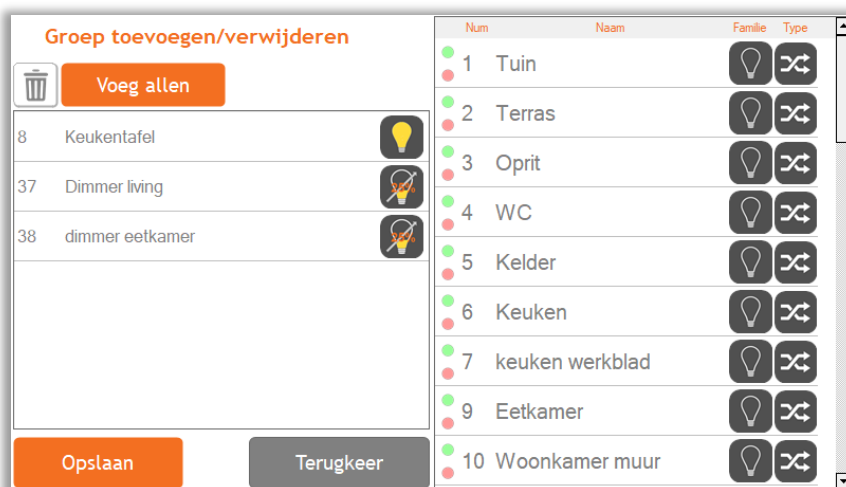 Groep toevoegen/verwijderen
Voeg allen
8 Keukentafel
37 Dimmer living
25%
38 dimmer eetkamer
25%
Opslaan
Terugkeer
Num Naam Familie Type
1 Tuin
2 Terras
3 Oprit
4 WC
5 Kelder
6 Keuken
7 keuken werkblad
9 Eetkamer
10 Woonkamer muur